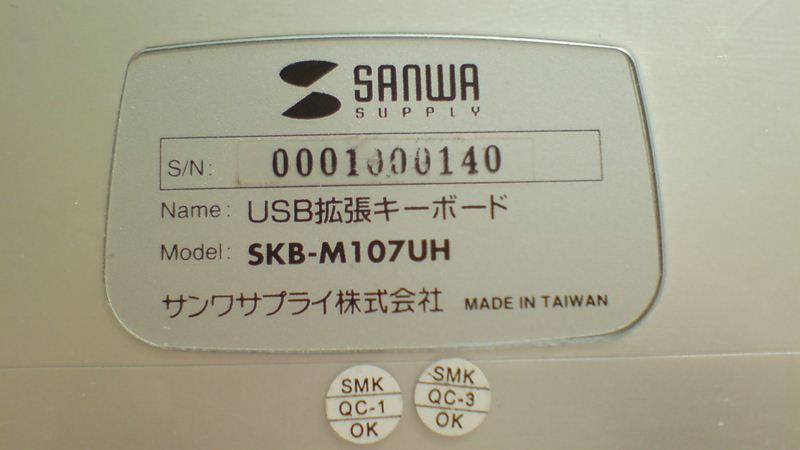 SANWA
SUPPLY
S/N: 0001000140
Name: USB拡張キーボード
Model: SKB-M107UH
サンワサプライ株式会社 MADE IN TAIWAN
SMK
QC-1
OK
SMK
QC-3
OK